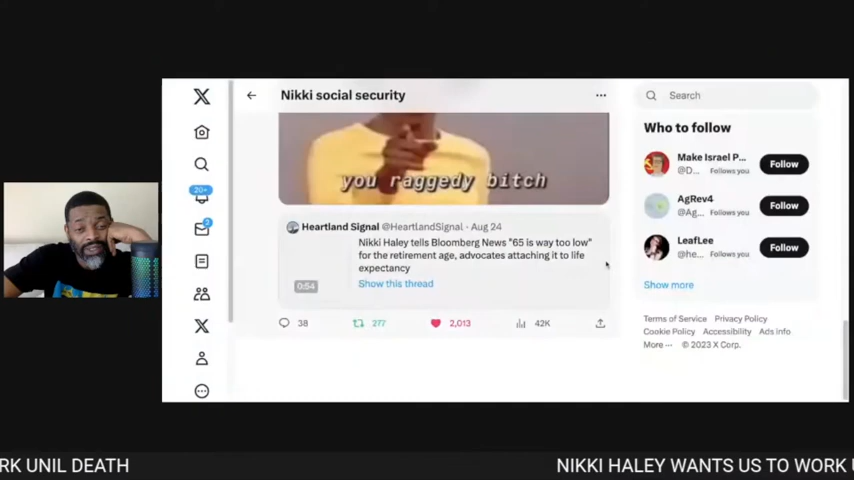 Nikki social security
Search
you raggedy bitch
Who to follow
Make Israel P...
@D...
Follows you
Follow
AgRev4
@Ag...
Follows you
Follow
LeafLee
@he...
Follows you
Follow
Show more
20+
2
Heartland Signal @HeartlandSignal · Aug 24
Nikki Haley tells Bloomberg News "65 is way too low"
for the retirement age, advocates attaching it to life
expectancy
Show this thread
0:54
38
277
2,013
42K
Terms of Service Privacy Policy
Cookie Policy Accessibility Ads info
More ··· © 2023 X Corp.
RK UNIL DEATH
NIKKI HALEY WANTS US TO WORK U